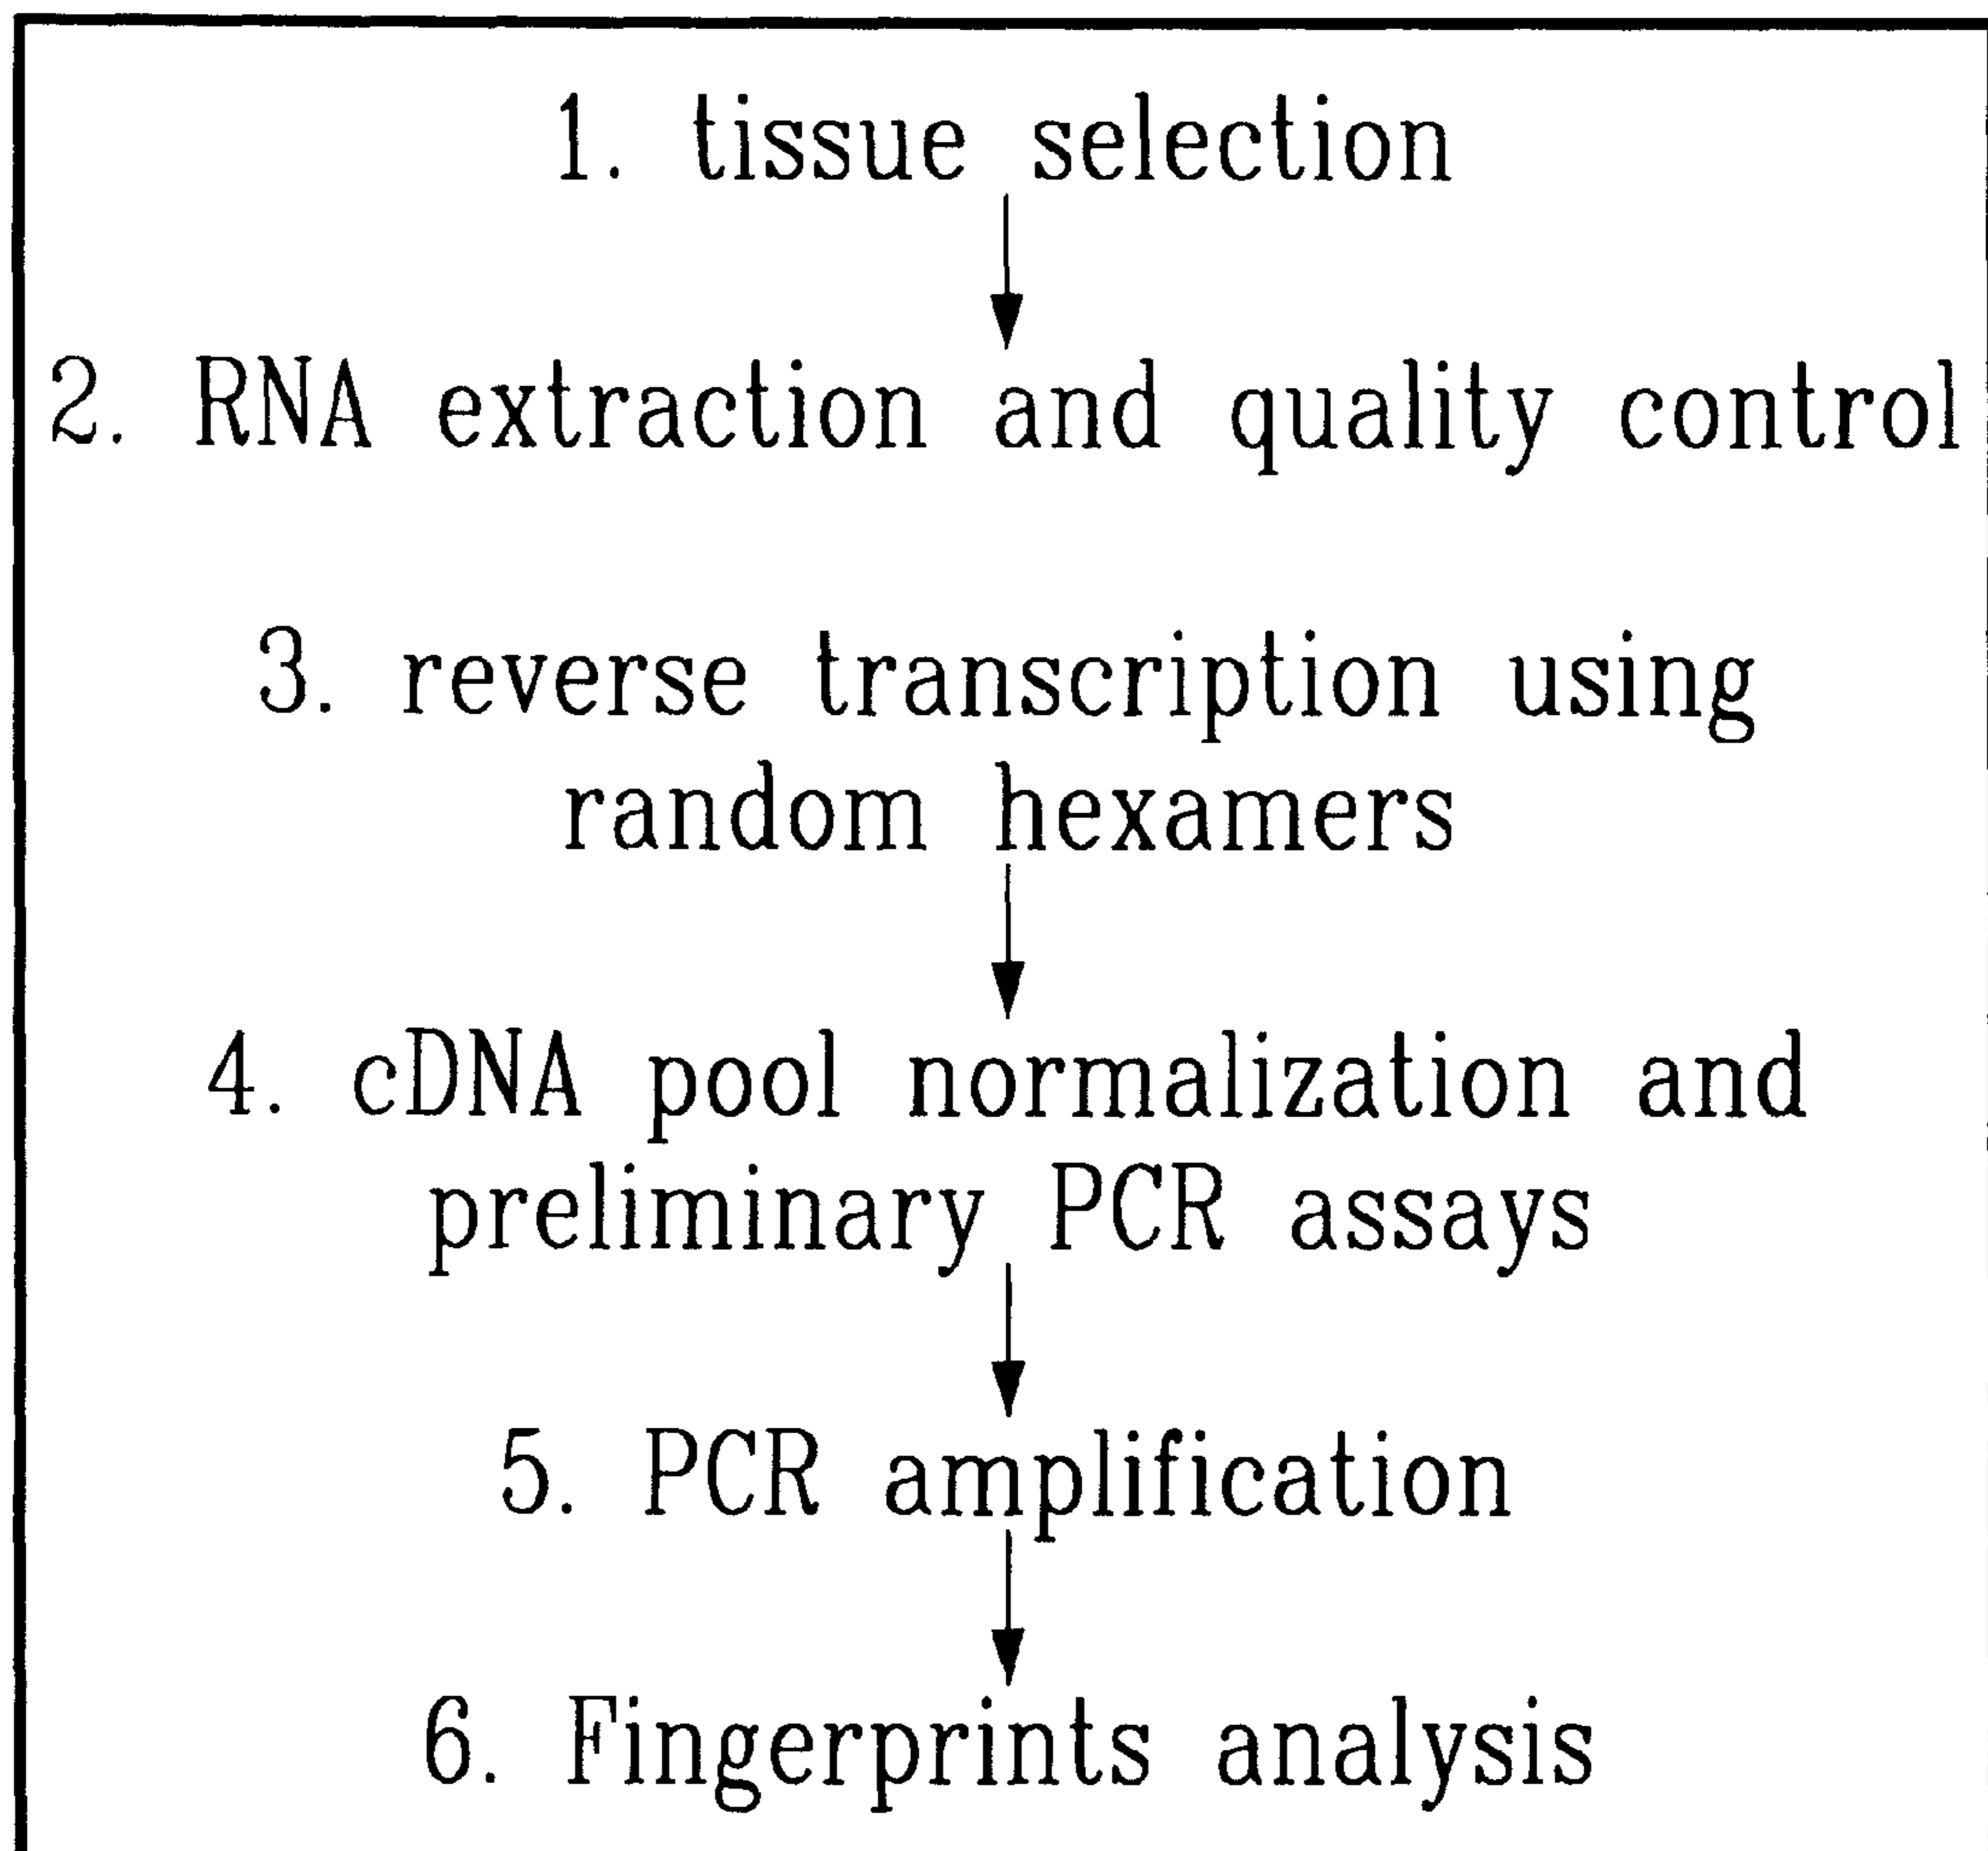 1. tissue selection
2. RNA extraction and quality control
3. reverse transcription using
random hexamers
4. cDNA pool normalization and
preliminary PCR assays
5. PCR amplification
6. Fingerprints analysis